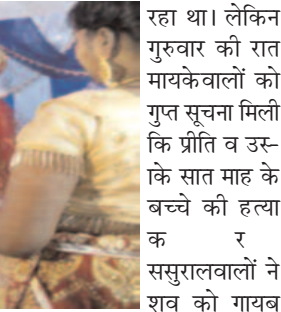 रहा था। लेकिन
गुरुवार की रात
मायकेवालों को
गुप्त सूचना मिली
कि प्रीति व उस-
के सात माह के
बच्चे की हत्या
क र
ससुरालवालों ने
शव को गायब